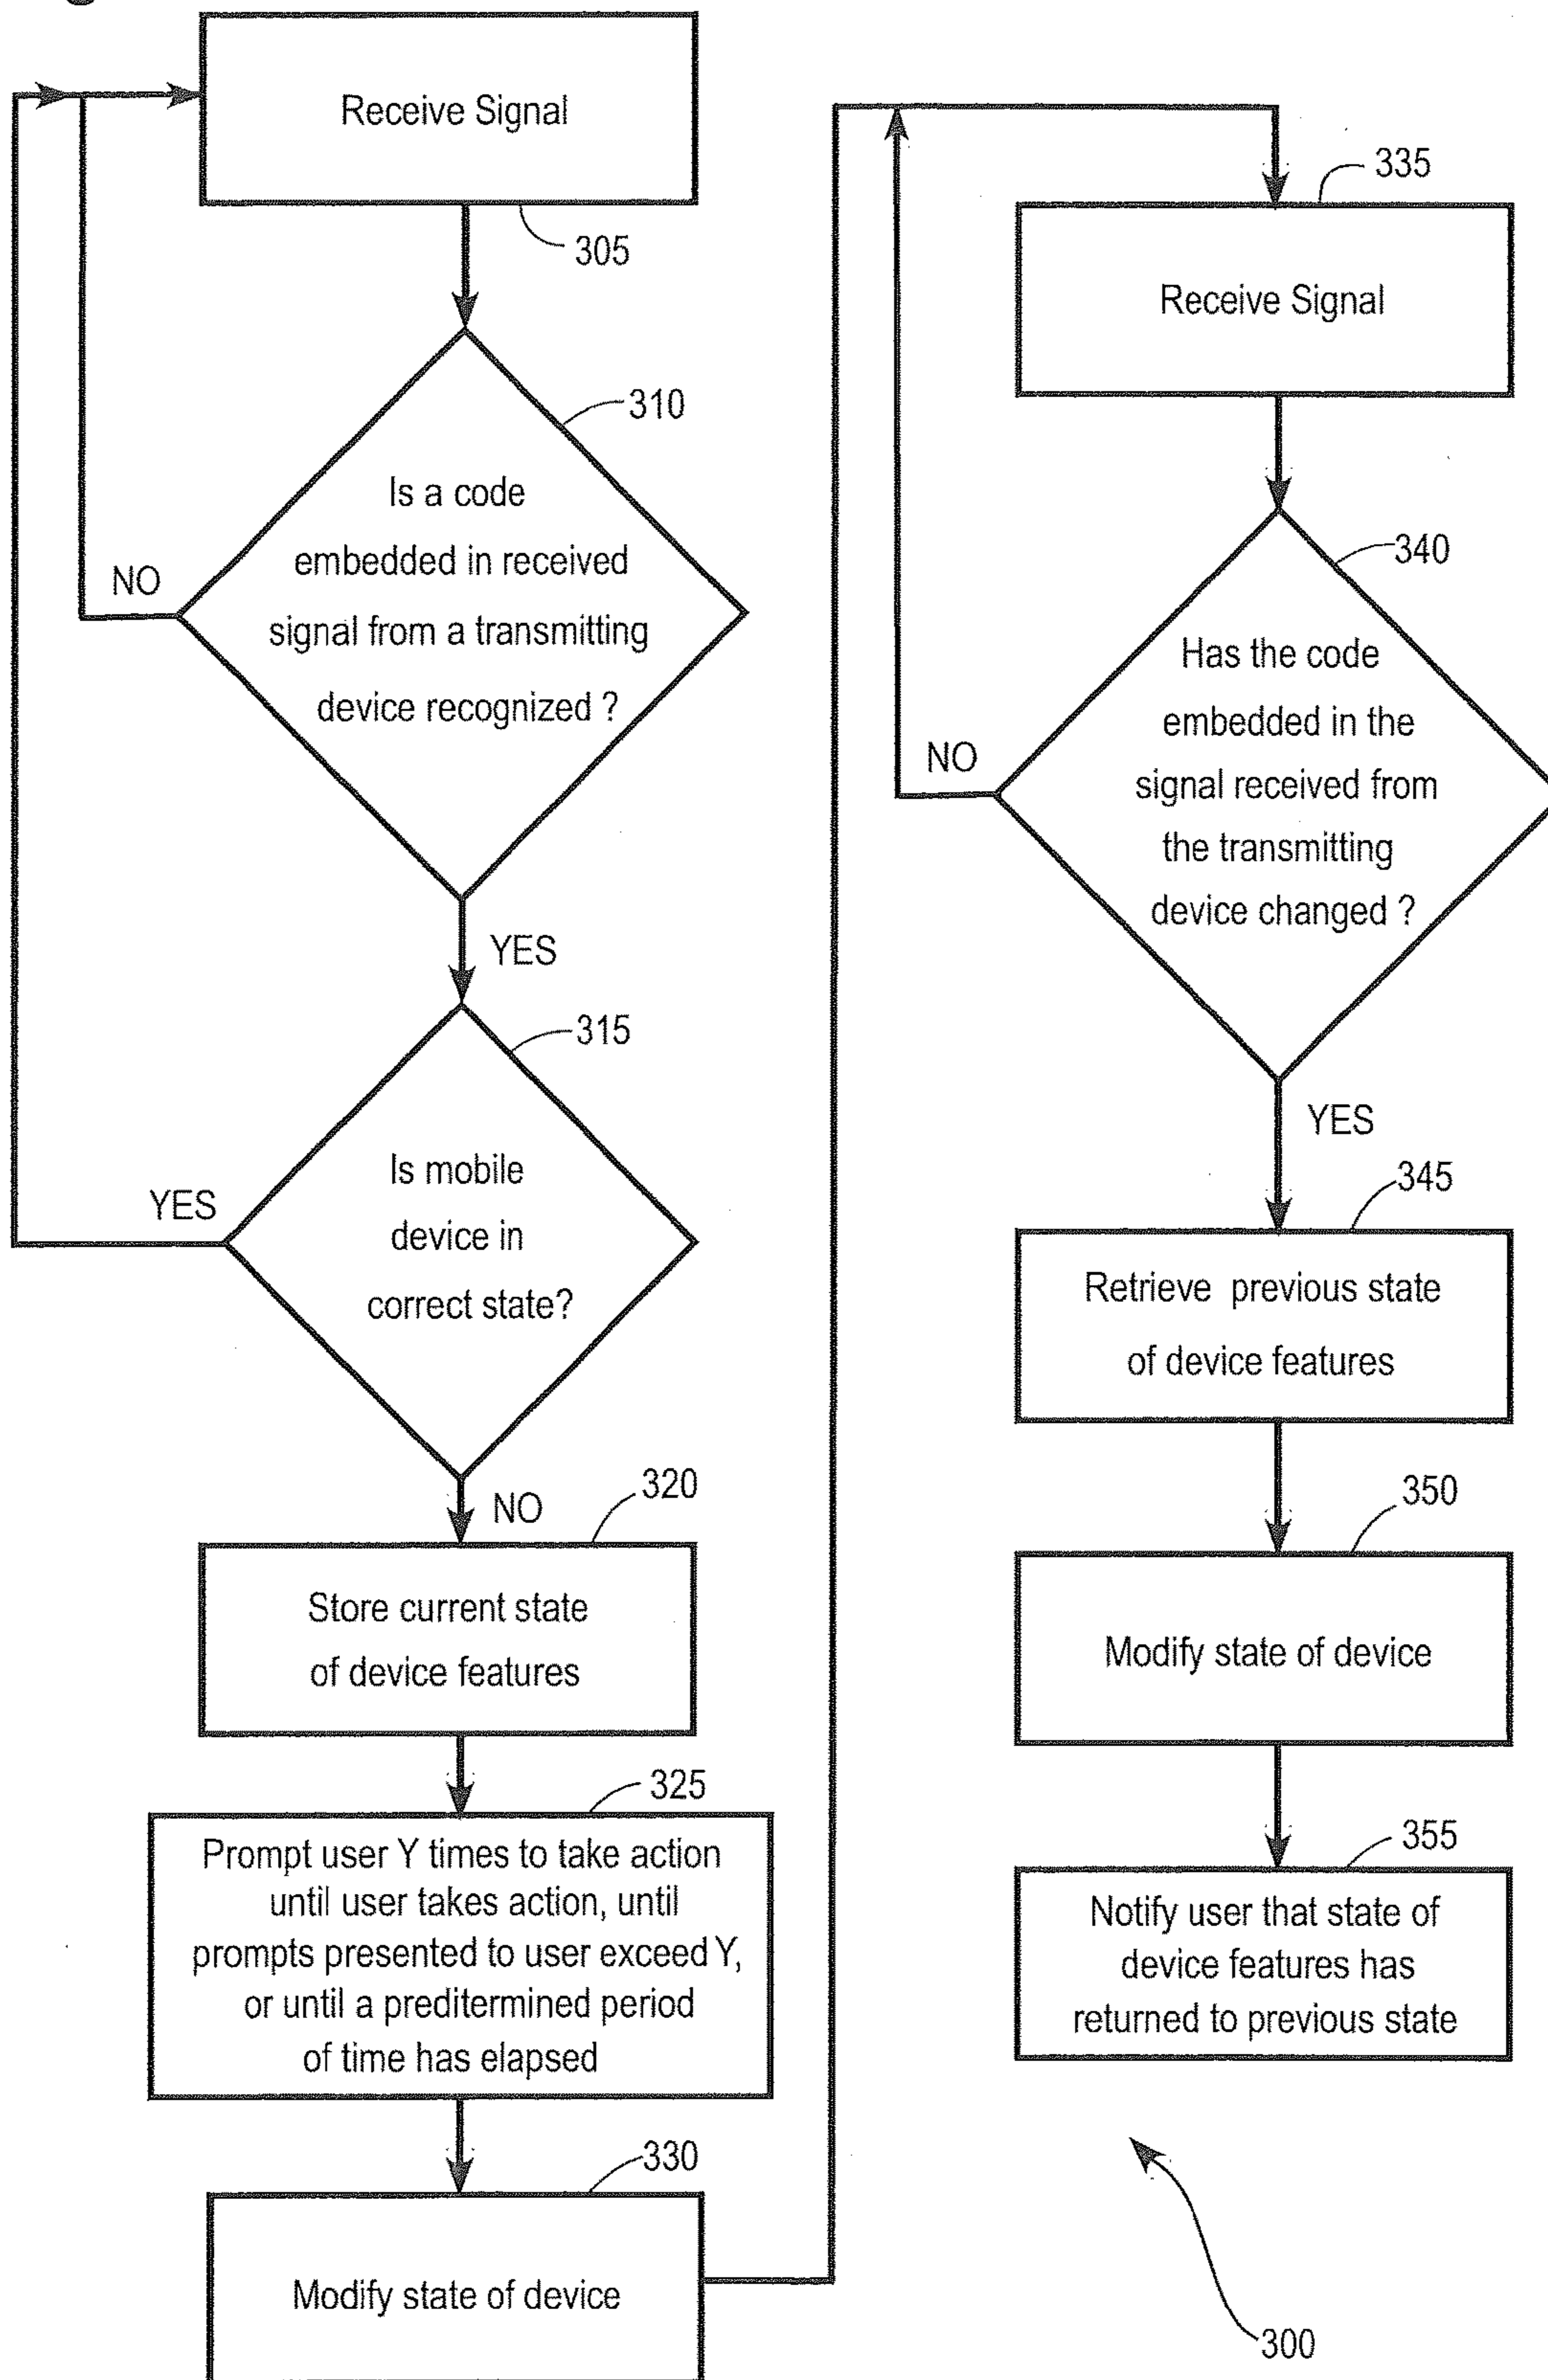 Receive Signal
305
310
Is a code
embedded in received
signal from a transmitting
device recognized ?
NO
YES
315
Is mobile
device in
correct state?
YES
NO
320
Store current state
of device features
325
Prompt user Y times to take action
until user takes action, until
prompts presented to user exceed Y,
or until a preditermined period
of time has elapsed
330
Modify state of device
335
Receive Signal
340
Has the code
embedded in the
signal received from
the transmitting
device changed ?
NO
YES
345
Retrieve previous state
of device features
350
Modify state of device
355
Notify user that state of
device features has
returned to previous state
300